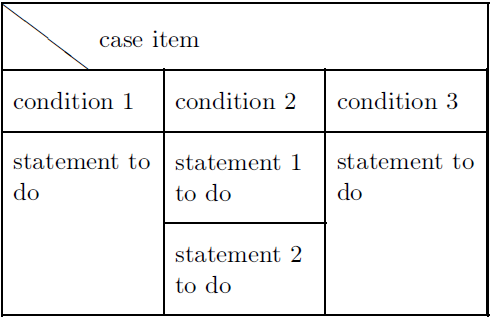 case item
condition 1
condition 2
condition 3
statement to
do
statement 1
to do
statement 2
to do
statement to
do